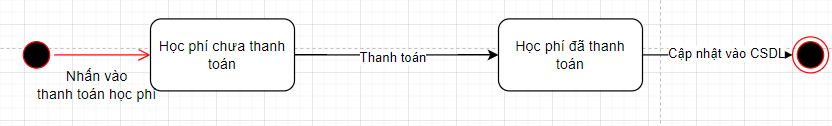 Nhấn vào
thanh toán học phí
Học phí chưa thanh
toán
Thanh toán
Học phí đã thanh
toán
Cập nhật vào CSDL